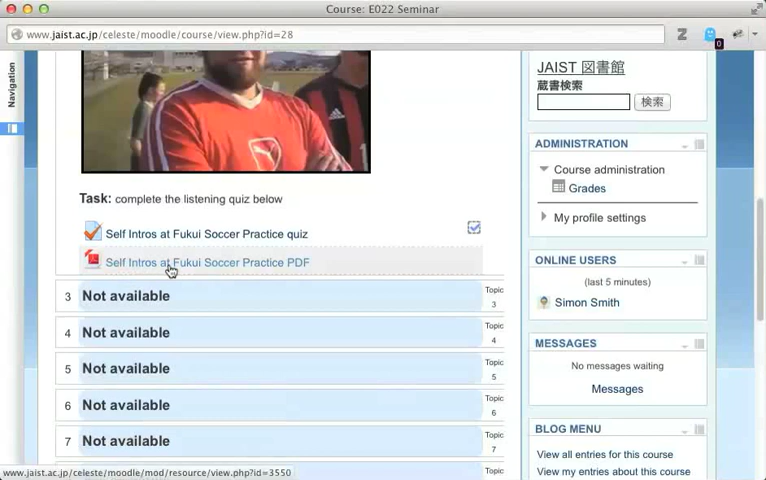 Course: E022 Seminar
www.jaist.ac.jp/celeste/moodle/course/view.php?id=28
Z
0
Navigation
Task: complete the listening quiz below
Self Intros at Fukui Soccer Practice quiz
Self Intros at Fukui Soccer Practice PDF
3 Not available Topic 3
4 Not available Topic 4
5 Not available Topic 5
6 Not available Topic 6
7 Not available Topic 7
Topic
JAIST 図書館
蔵書検索
検索
ADMINISTRATION
Course administration
Grades
My profile settings
ONLINE USERS
(last 5 minutes)
Simon Smith
MESSAGES
No messages waiting
Messages
BLOG MENU
View all entries for this course
View my entries about this course
www.jaist.ac.jp/celeste/moodle/mod/resource/view.php?id=3550